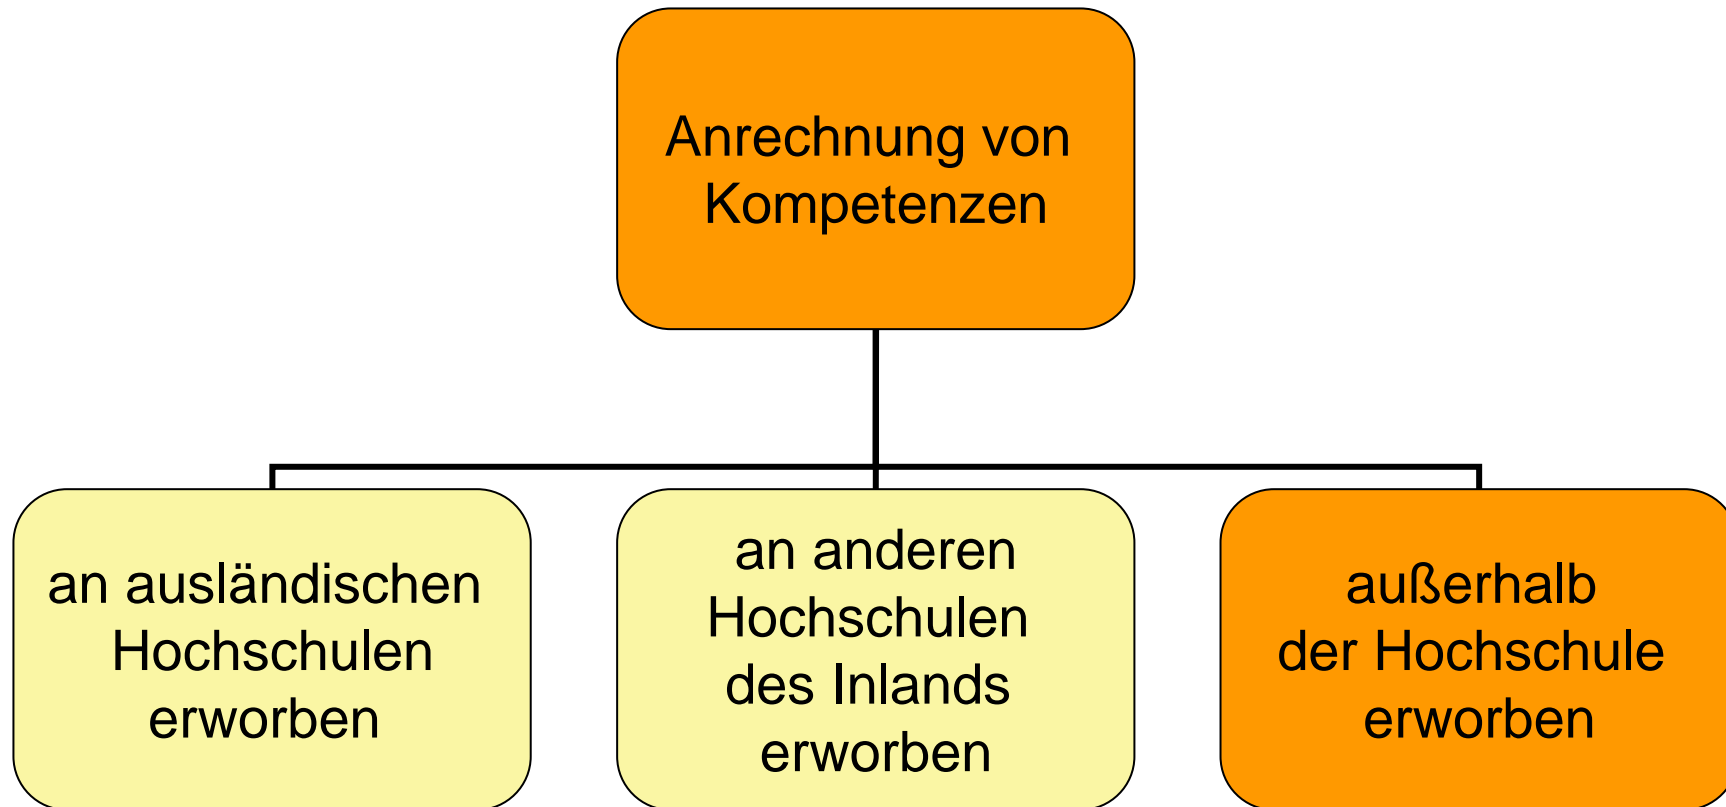 Anrechnung von
Kompetenzen
an ausländischen
Hochschulen
erworben
an anderen
Hochschulen
des Inlands
erworben
außerhalb
der Hochschule
erworben